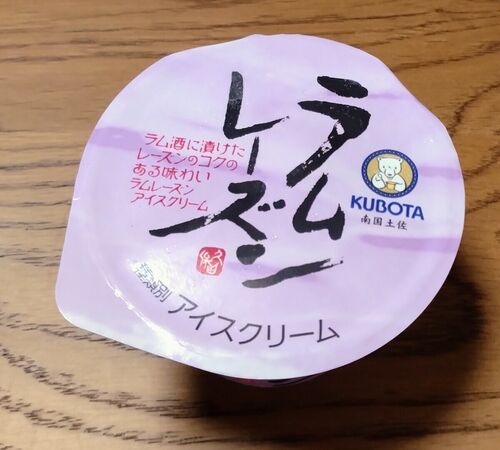 ラム
レーズン
ラム酒に漬けた
レーズンのコクの
ある味わい
ラムレーズン
アイスクリーム
KUBOTA
南国土佐
特別
アイスクリーム